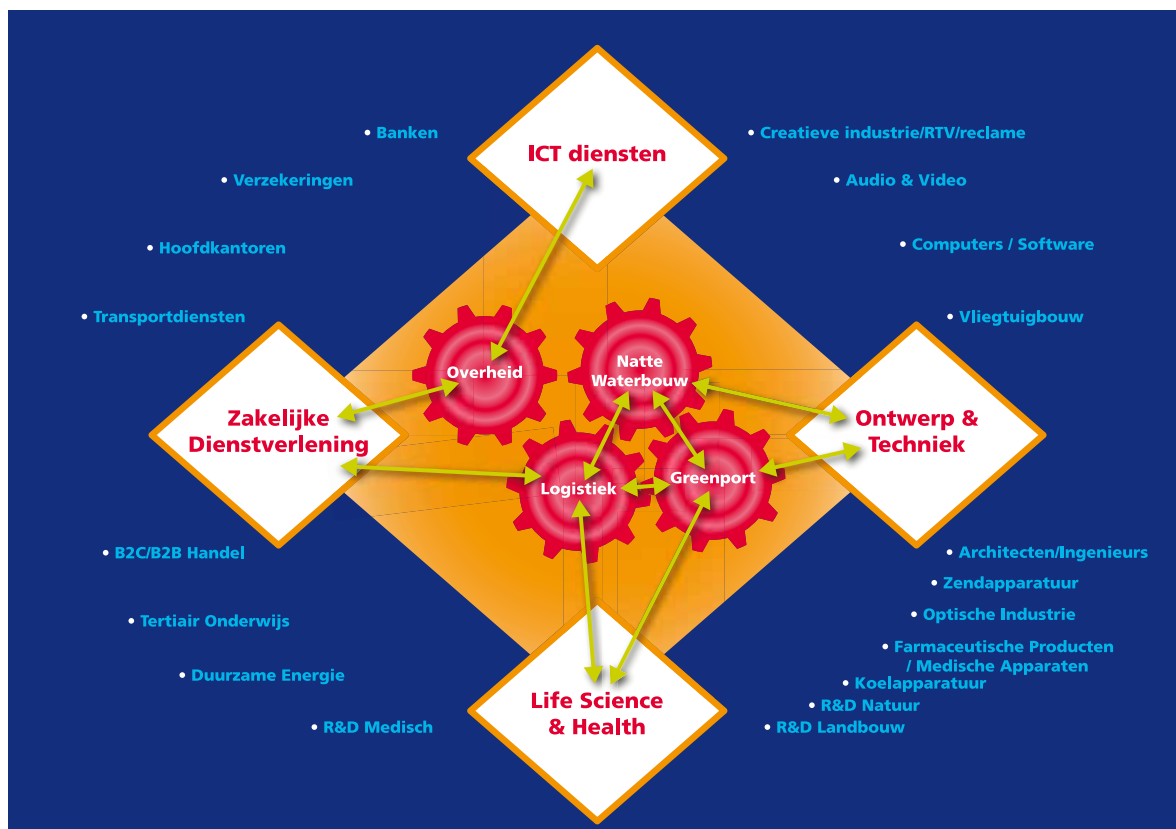 • Banken
ICT diensten
• Creatieve industrie/RTV/reclame
• Verzekeringen
• Audio & Video
• Hoofdkantoren
• Computers / Software
• Transportdiensten
• Vliegtuigbouw
Overheid
Natte
Waterbouw
Zakelijke
Dienstverlening
Ontwerp &
Techniek
Logistiek
Greenport
• B2C/B2B Handel
• Architecten/Ingenieurs
• Zendapparatuur
• Tertiair Onderwijs
• Optische Industrie
• Farmaceutische Producten
/ Medische Apparaten
• Duurzame Energie
• Koelapparatuur
Life Science
& Health
• R&D Natuur
• R&D Medisch
• R&D Landbouw